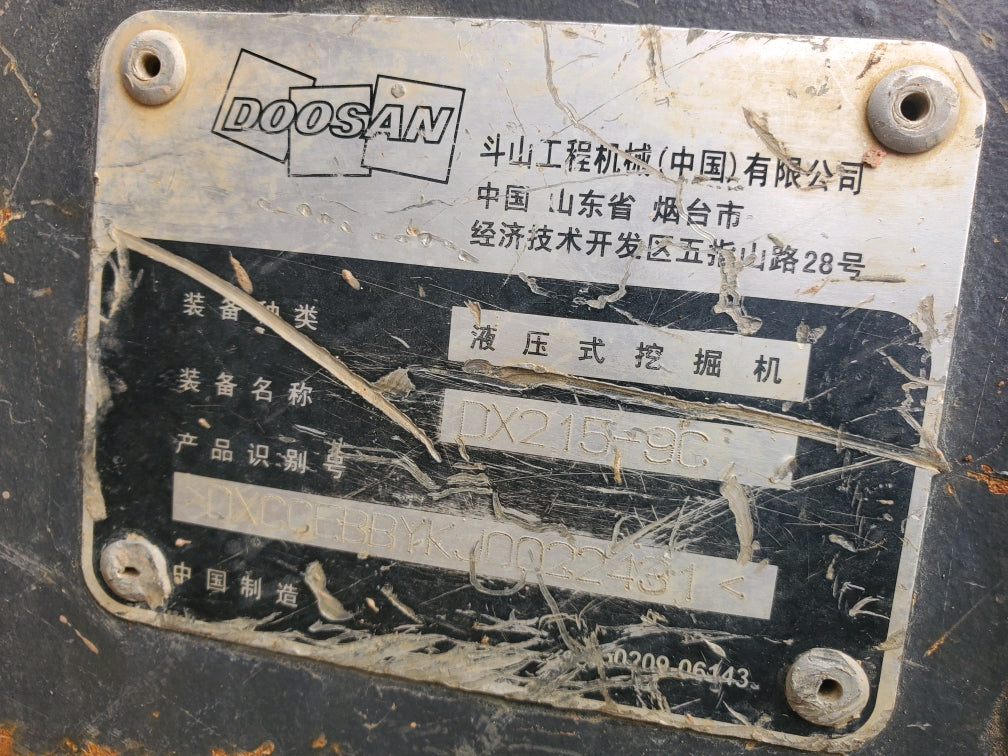 DOOSAN
斗山工程机械(中国)有限公司
中国 山东省 烟台市
经济技术开发区五指山路28号
装备种类
液压式挖掘机
装备名称
DX215-9C
产品识别号
>DXCCEBBYKJ0022431<
中国制造